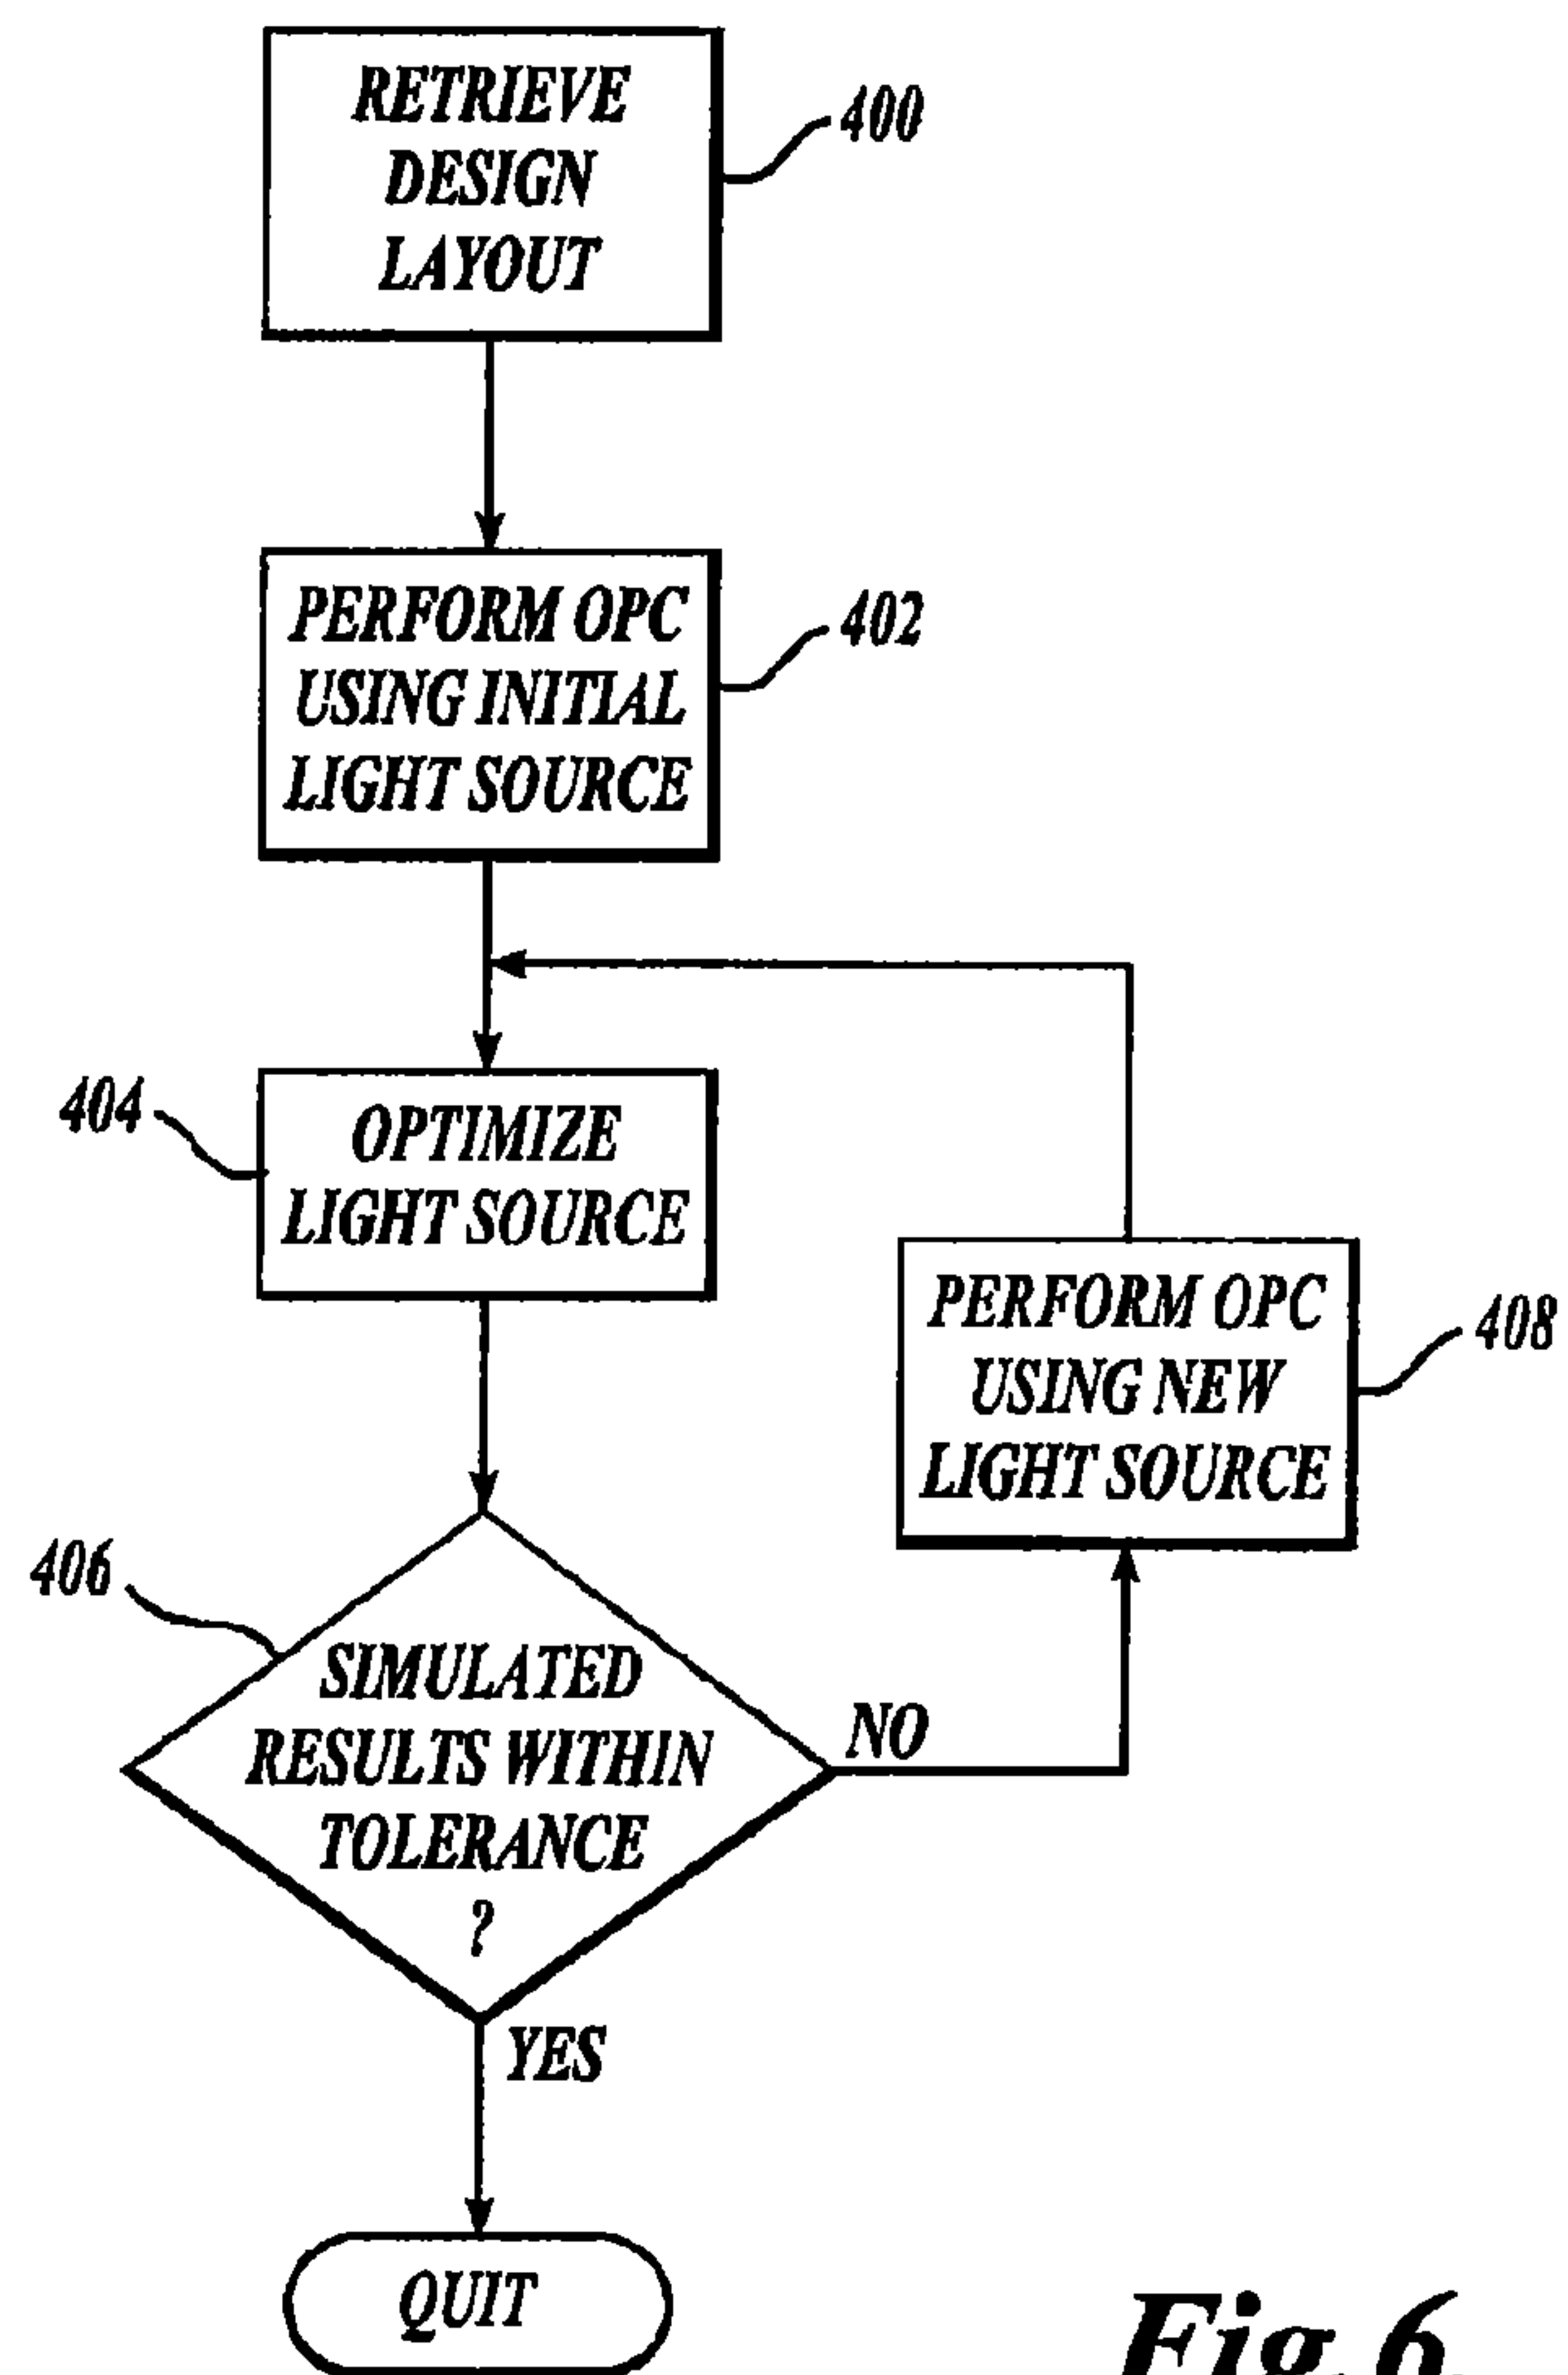 RETRIEVE
DESIGN
LAYOUT
400
PERFORM OPC
USING INITIAL
LIGHT SOURCE
402
404
OPTIMIZE
LIGHT SOURCE
PERFORM OPC
USING NEW
LIGHT SOURCE
408
406
SIMULATED
RESULTS WITHIN
TOLERANCE
?
NO
YES
QUIT
Fig.6